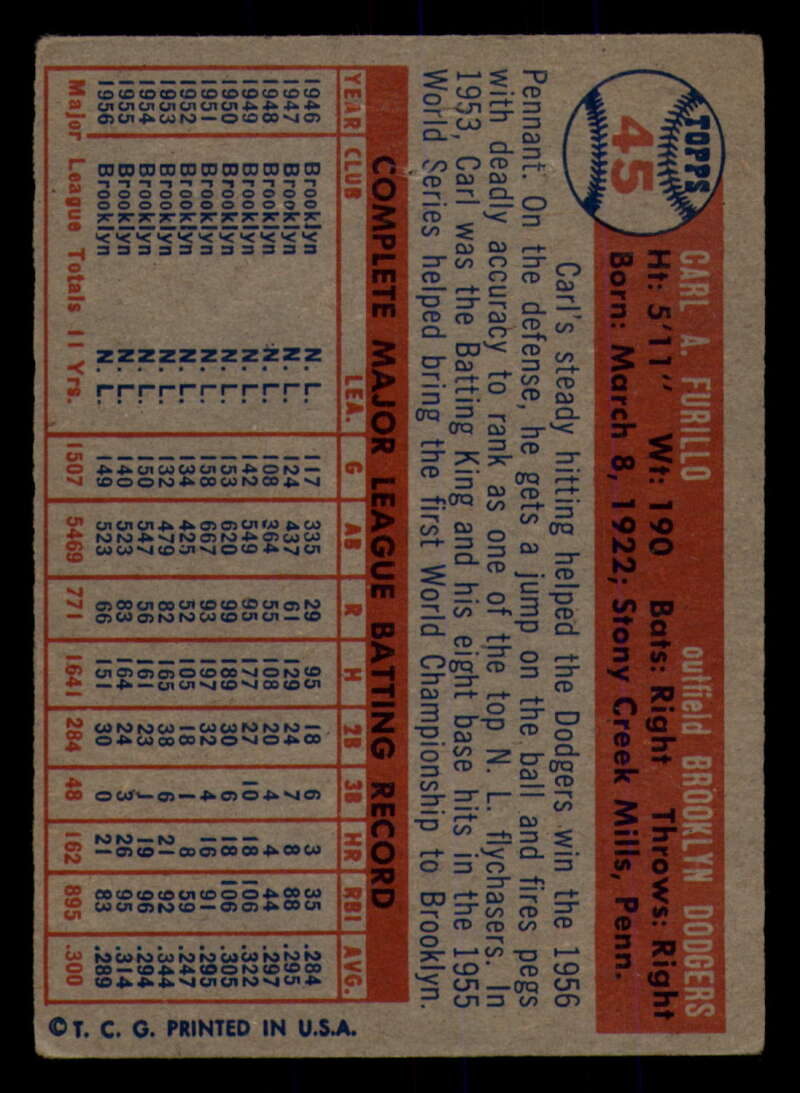 TOPPS
45
CARL A. FURILLO
outfield BROOKLYN DODGERS
Ht: 5'11" Wt: 190 Bats: Right Throws: Right
Born: March 8, 1922; Stony Creek Mills, Penn.
Carl's steady hitting helped the Dodgers win the 1956
Pennant. On the defense, he gets a jump on the ball and fires pegs
with deadly accuracy to rank as one of the top N. L. flychasers. In
1953, Carl was the Batting King and his eight base hits in the 1955
World Series helped bring the first World Championship to Brooklyn.
COMPLETE MAJOR LEAGUE BATTING RECORD
YEAR CLUB LEA. G AB R H 2B 3B HR RBI AVG.
1946 Brooklyn N. L. 117 335 29 95 18 6 3 35 .284
1947 Brooklyn N. L. 124 437 61 129 24 7 8 88 .295
1948 Brooklyn N. L. 108 364 55 108 20 4 4 44 .297
1949 Brooklyn N. L. 142 549 95 177 27 10 18 106 .322
1950 Brooklyn N. L. 153 620 99 189 30 6 18 106 .305
1951 Brooklyn N. L. 158 667 93 197 32 4 16 91 .295
1952 Brooklyn N. L. 134 425 52 105 18 1 8 59 .247
1953 Brooklyn N. L. 132 479 82 165 38 6 21 92 .344
1954 Brooklyn N. L. 150 547 56 161 23 1 19 96 .294
1955 Brooklyn N. L. 140 523 83 164 24 3 26 95 .314
1956 Brooklyn N. L. 149 523 66 151 30 0 21 83 .289
Major League Totals 11 Yrs. 1507 5469 771 1641 284 48 162 895 .300
© T. C. G. PRINTED IN U.S.A.